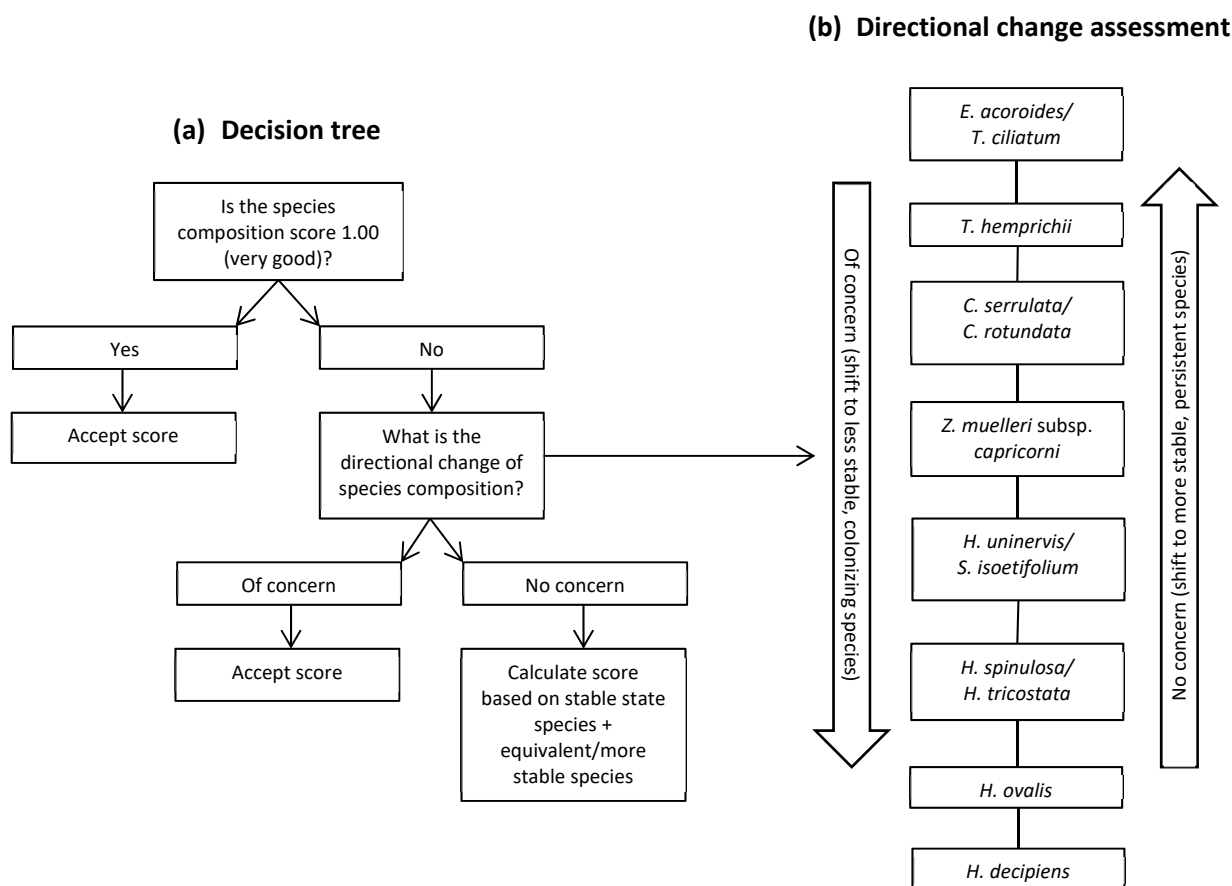 (b) Directional change assessment
(a) Decision tree
Is the species
composition score 1.00
(very good)?
Yes
No
Accept score
What is the
directional change of
species composition?
Of concern
No concern
Accept score
Calculate score
based on stable state
species +
equivalent/more
stable species
Of concern (shift to less stable, colonizing species)
E. acoroides/
T. ciliatum
T. hemprichii
C. serrulata/
C. rotundata
Z. muelleri subsp.
capricorni
H. uninervis/
S. isoetifolium
H. spinulosa/
H. tricostata
H. ovalis
H. decipiens
No concern (shift to more stable, persistent species)